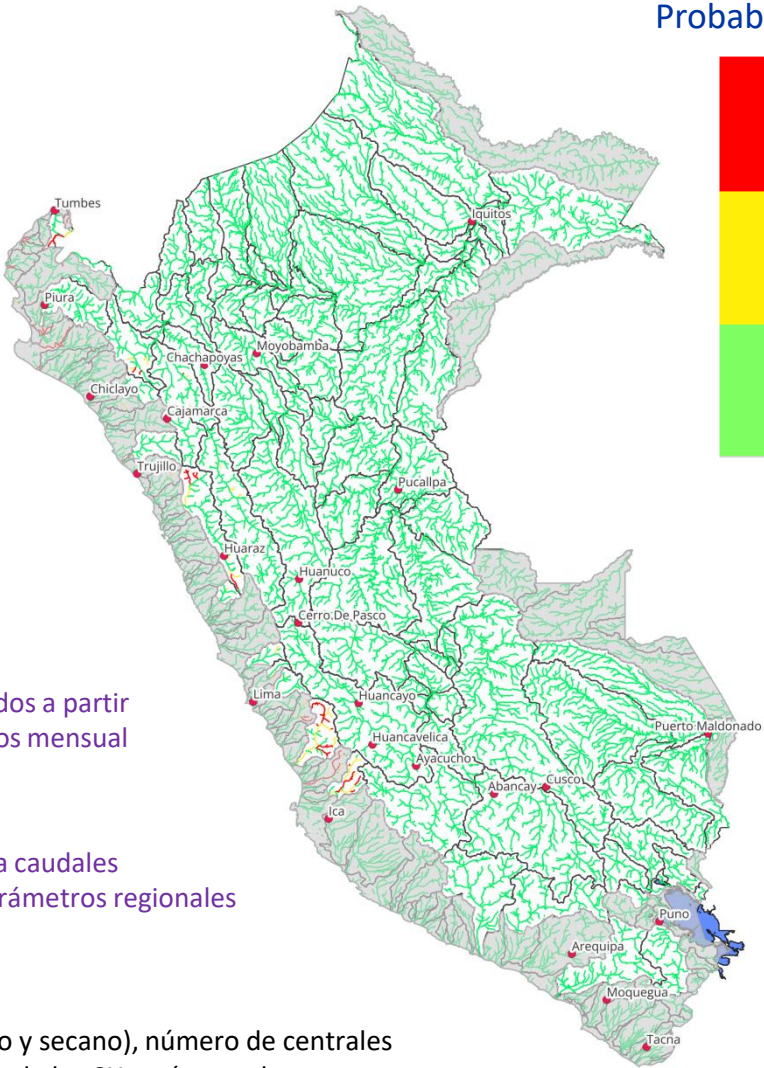 Probab
Tumbes
Iquitos
Piura
Moyobamba
Chachapoyas
Chiclayo
Cajamarca
Trujillo
Pucallpa
Huaraz
Huanuco
Cerro De Pasco
dos a partir
Lima
Huancayo
os mensual
Puerto Maldonado
Huancavelica
Ayacucho
Abancay
Cusco
Ica
a caudales
rámetros regionales
Puno
Arequipa
Moquegua
o y secano), número de centrales
Tacna